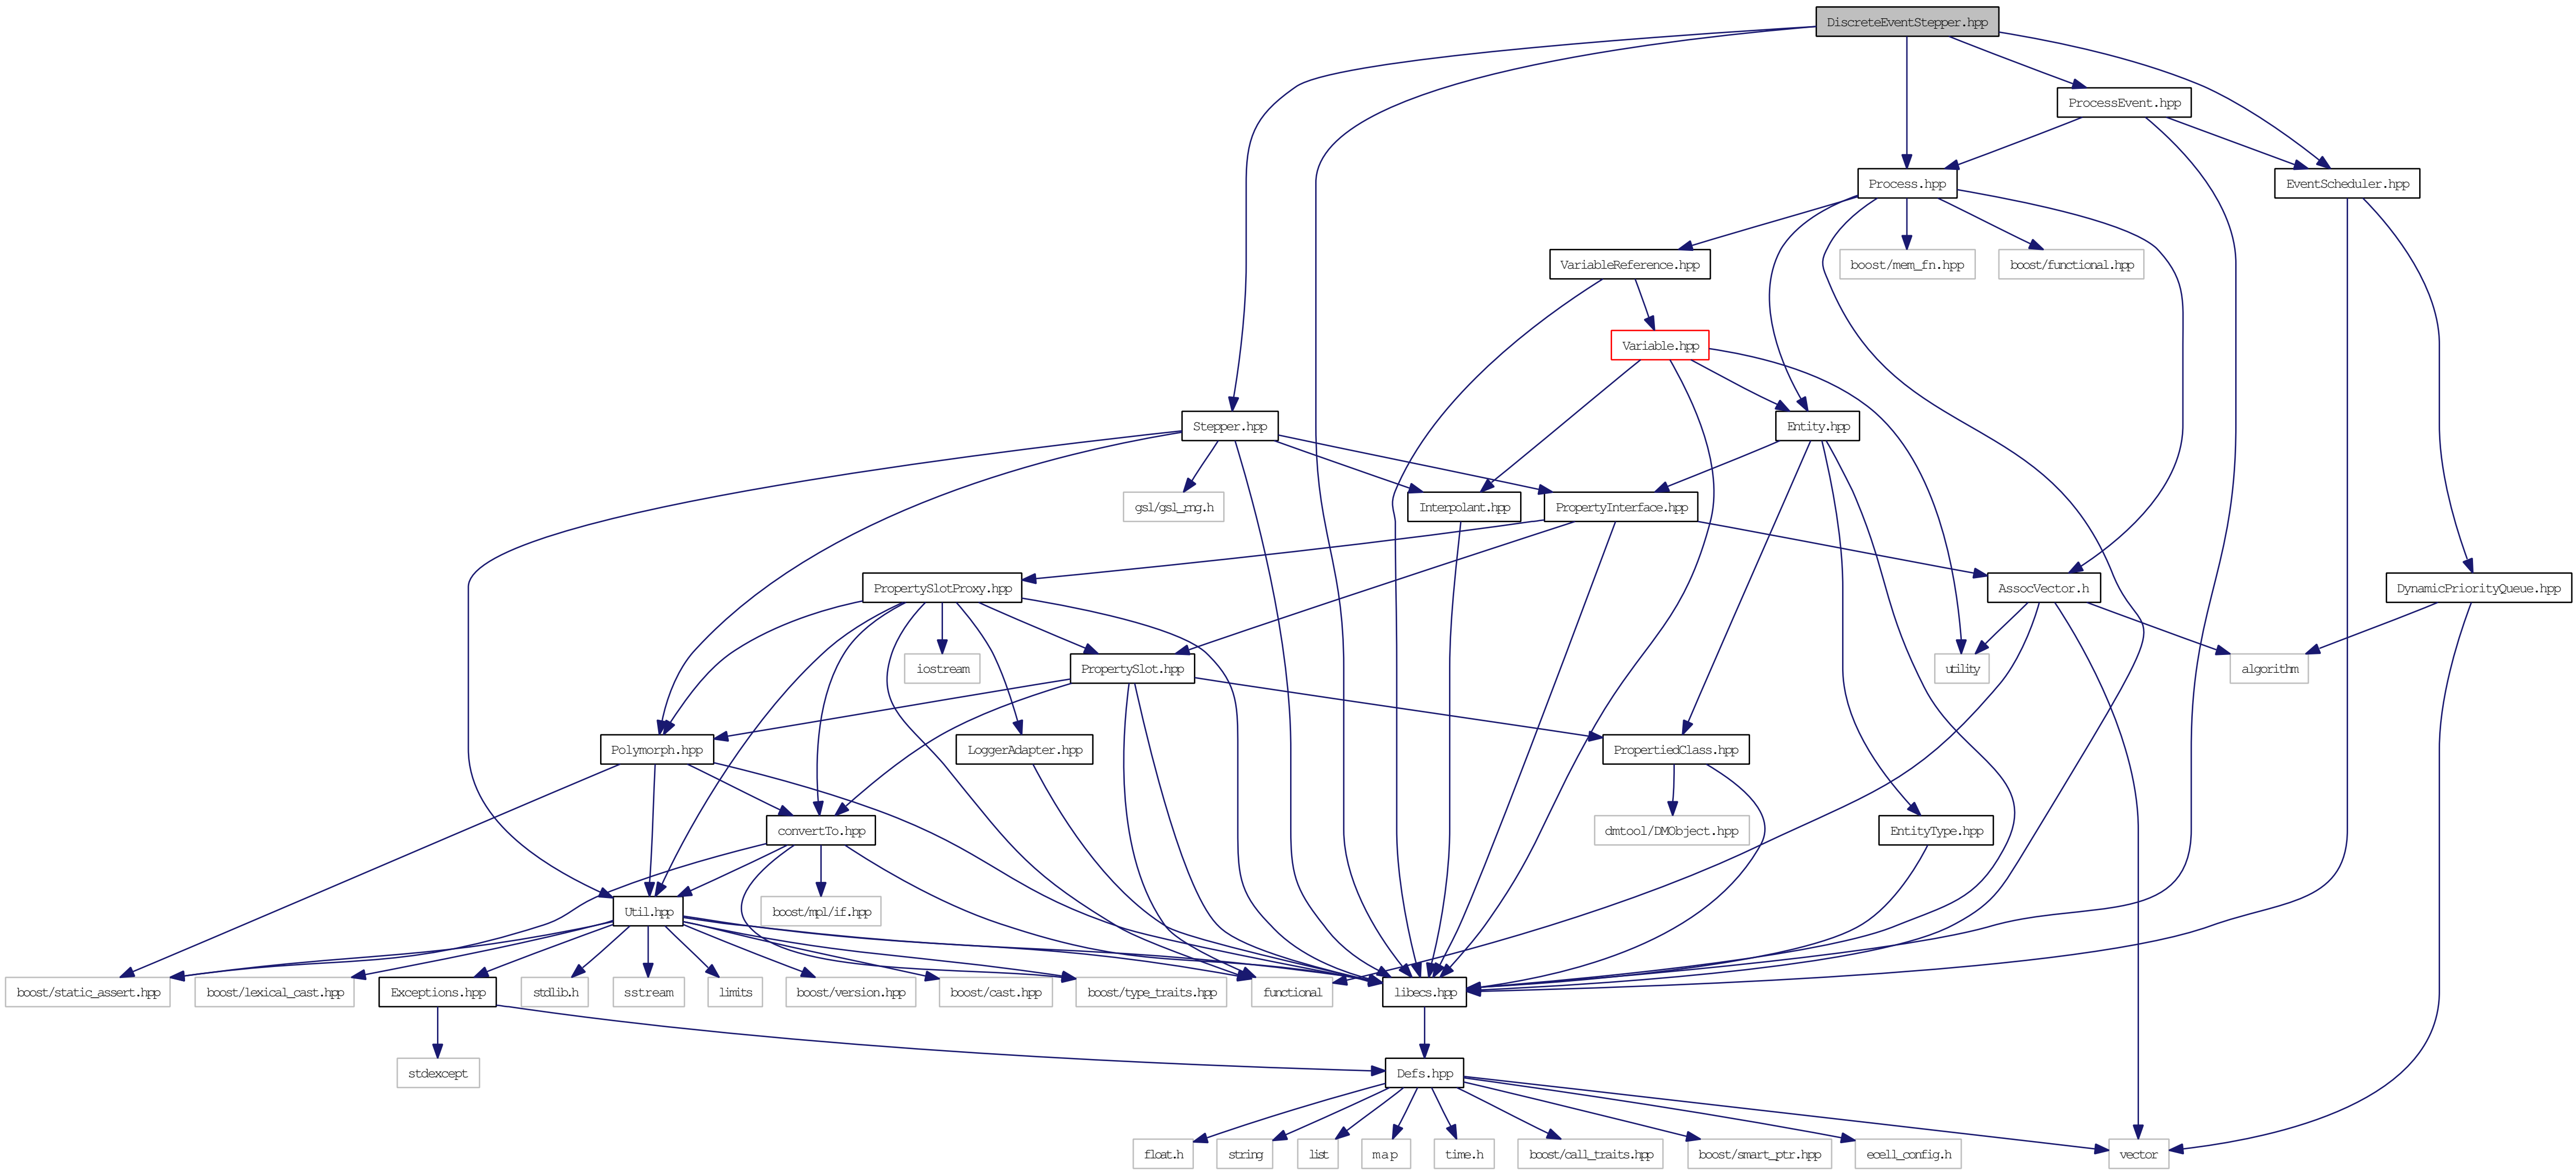 DiscreteEventStepper.hpp
ProcessEvent.hpp
Process.hpp
EventScheduler.hpp
VariableReference.hpp
boost/mem_fn.hpp
boost/functional.hpp
Variable.hpp
Stepper.hpp
Entity.hpp
gsl/gsl_rng.h
Interpolant.hpp
PropertyInterface.hpp
PropertySlotProxy.hpp
AssocVector.h
DynamicPriorityQueue.hpp
iostream
PropertySlot.hpp
utility
algorithm
Polymorph.hpp
LoggerAdapter.hpp
PropertiedClass.hpp
convertTo.hpp
dmtool/DMObject.hpp
EntityType.hpp
Util.hpp
boost/mpl/if.hpp
boost/static_assert.hpp
boost/lexical_cast.hpp
Exceptions.hpp
stdlib.h
sstream
limits
boost/version.hpp
boost/cast.hpp
boost/type_traits.hpp
functional
libecs.hpp
stdexcept
Defs.hpp
float.h
string
list
map
time.h
boost/call_traits.hpp
boost/smart_ptr.hpp
ecell_config.h
vector